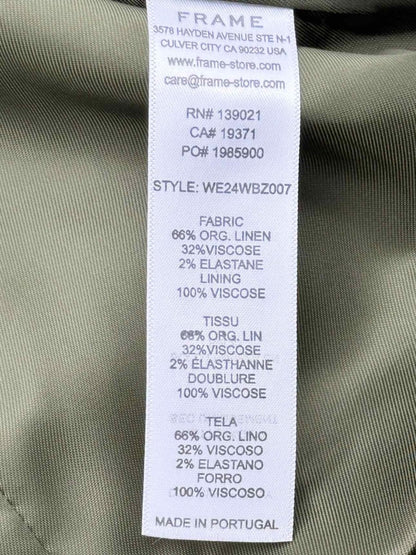 FRAME
3578 HAYDEN AVENUE STE N-1
CULVER CITY CA 90232 USA
www.frame-store.com
care@frame-store.com
RN# 139021
CA# 19371
PO# 1985900
STYLE: WE24WBZ007
FABRIC
66% ORG. LINEN
32%VISCOSE
2% ELASTANE
LINING
100% VISCOSE
TISSU
66% ORG. LIN
32%VISCOSE
2% ÉLASTHANNE
DOUBLURE
100% VISCOSE
TELA
66% ORG. LINO
32% VISCOSO
2% ELASTANO
FORRO
100% VISCOSO
MADE IN PORTUGAL